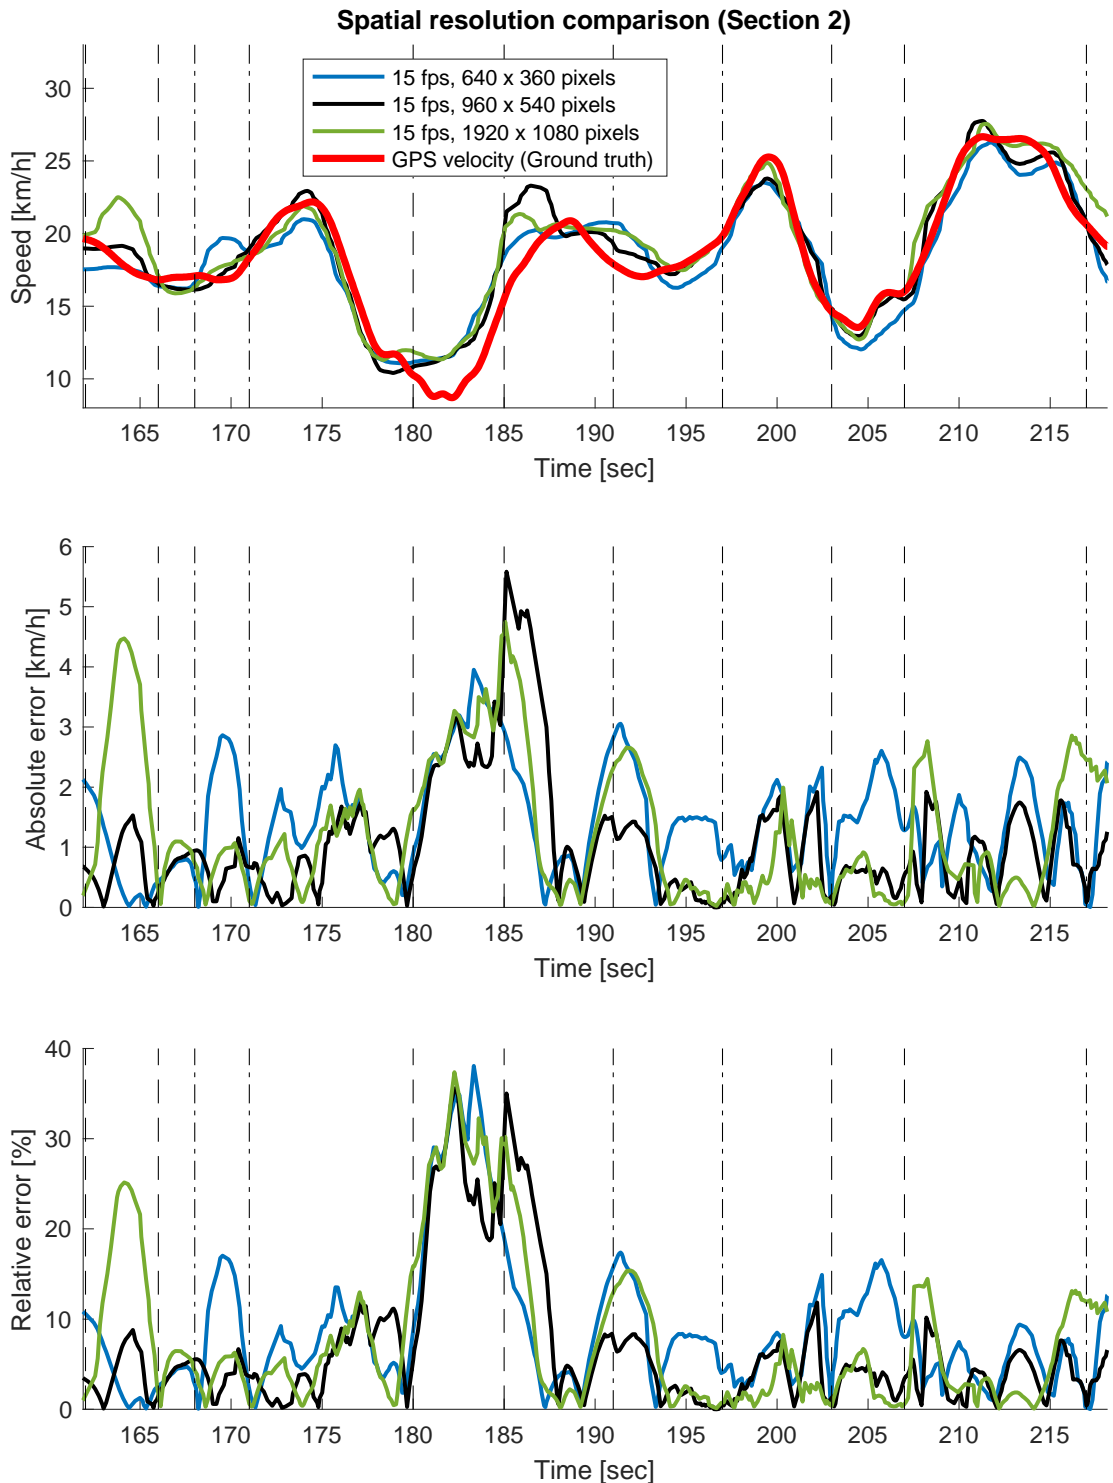 Spatial resolution comparison (Section 2)
15 fps, 640 x 360 pixels
15 fps, 960 x 540 pixels
15 fps, 1920 x 1080 pixels
GPS velocity (Ground truth)
Speed [km/h]
30
25
20
15
10
165 170 175 180 185 190 195 200 205 210 215
Time [sec]
Absolute error [km/h]
6
5
4
3
2
1
0
165 170 175 180 185 190 195 200 205 210 215
Time [sec]
Relative error [%]
40
30
20
10
0
165 170 175 180 185 190 195 200 205 210 215
Time [sec]